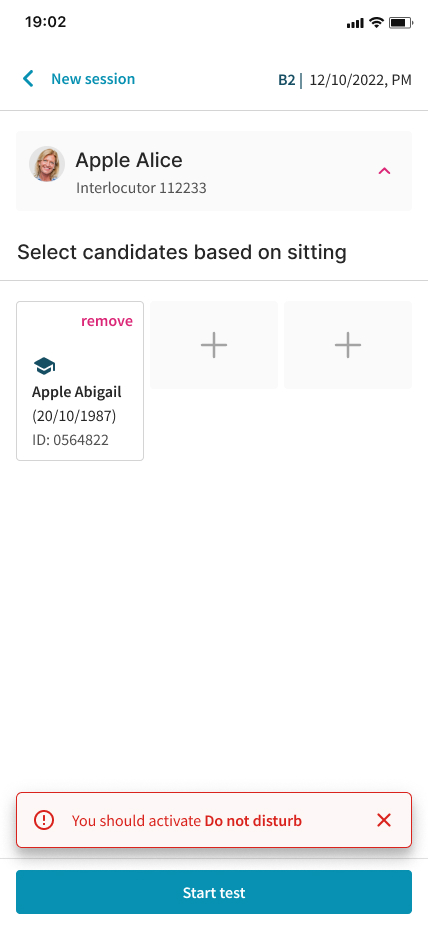 19:02
New session
B2 | 12/10/2022, PM
Apple Alice
Interlocutor 112233
Select candidates based on sitting
remove
Apple Abigail
(20/10/1987)
ID: 0564822
You should activate Do not disturb
Start test